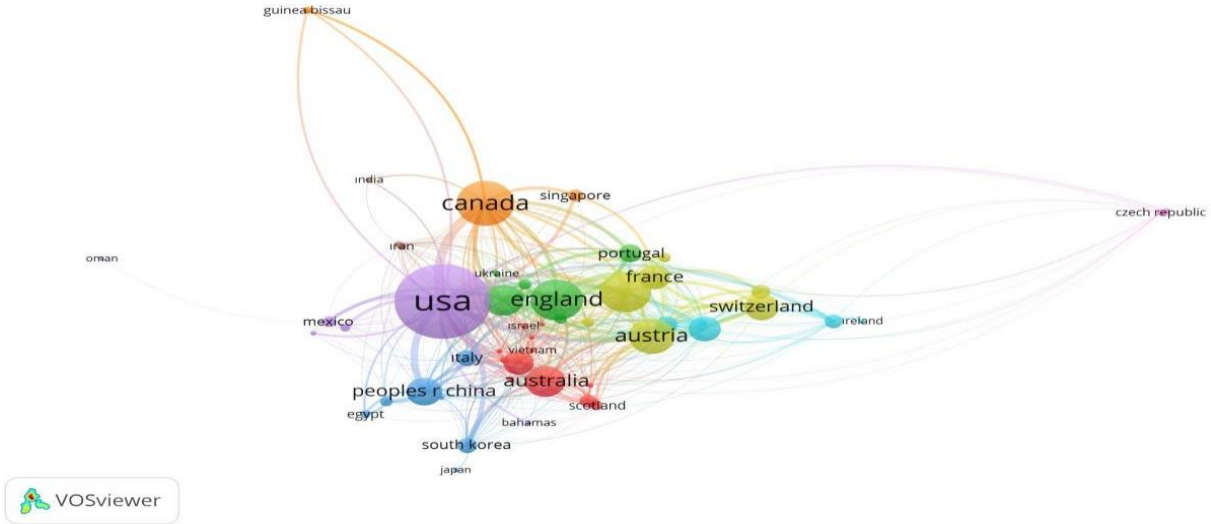 guinea bissau
india
canada
singapore
czech republic
iran
portugal
oman
ukraine
france
usa
england
switzerland
mexico
israel
austria
ireland
italy
vietnam
australia
peoples r china
scotland
egypt
bahamas
south korea
japan
VOSviewer